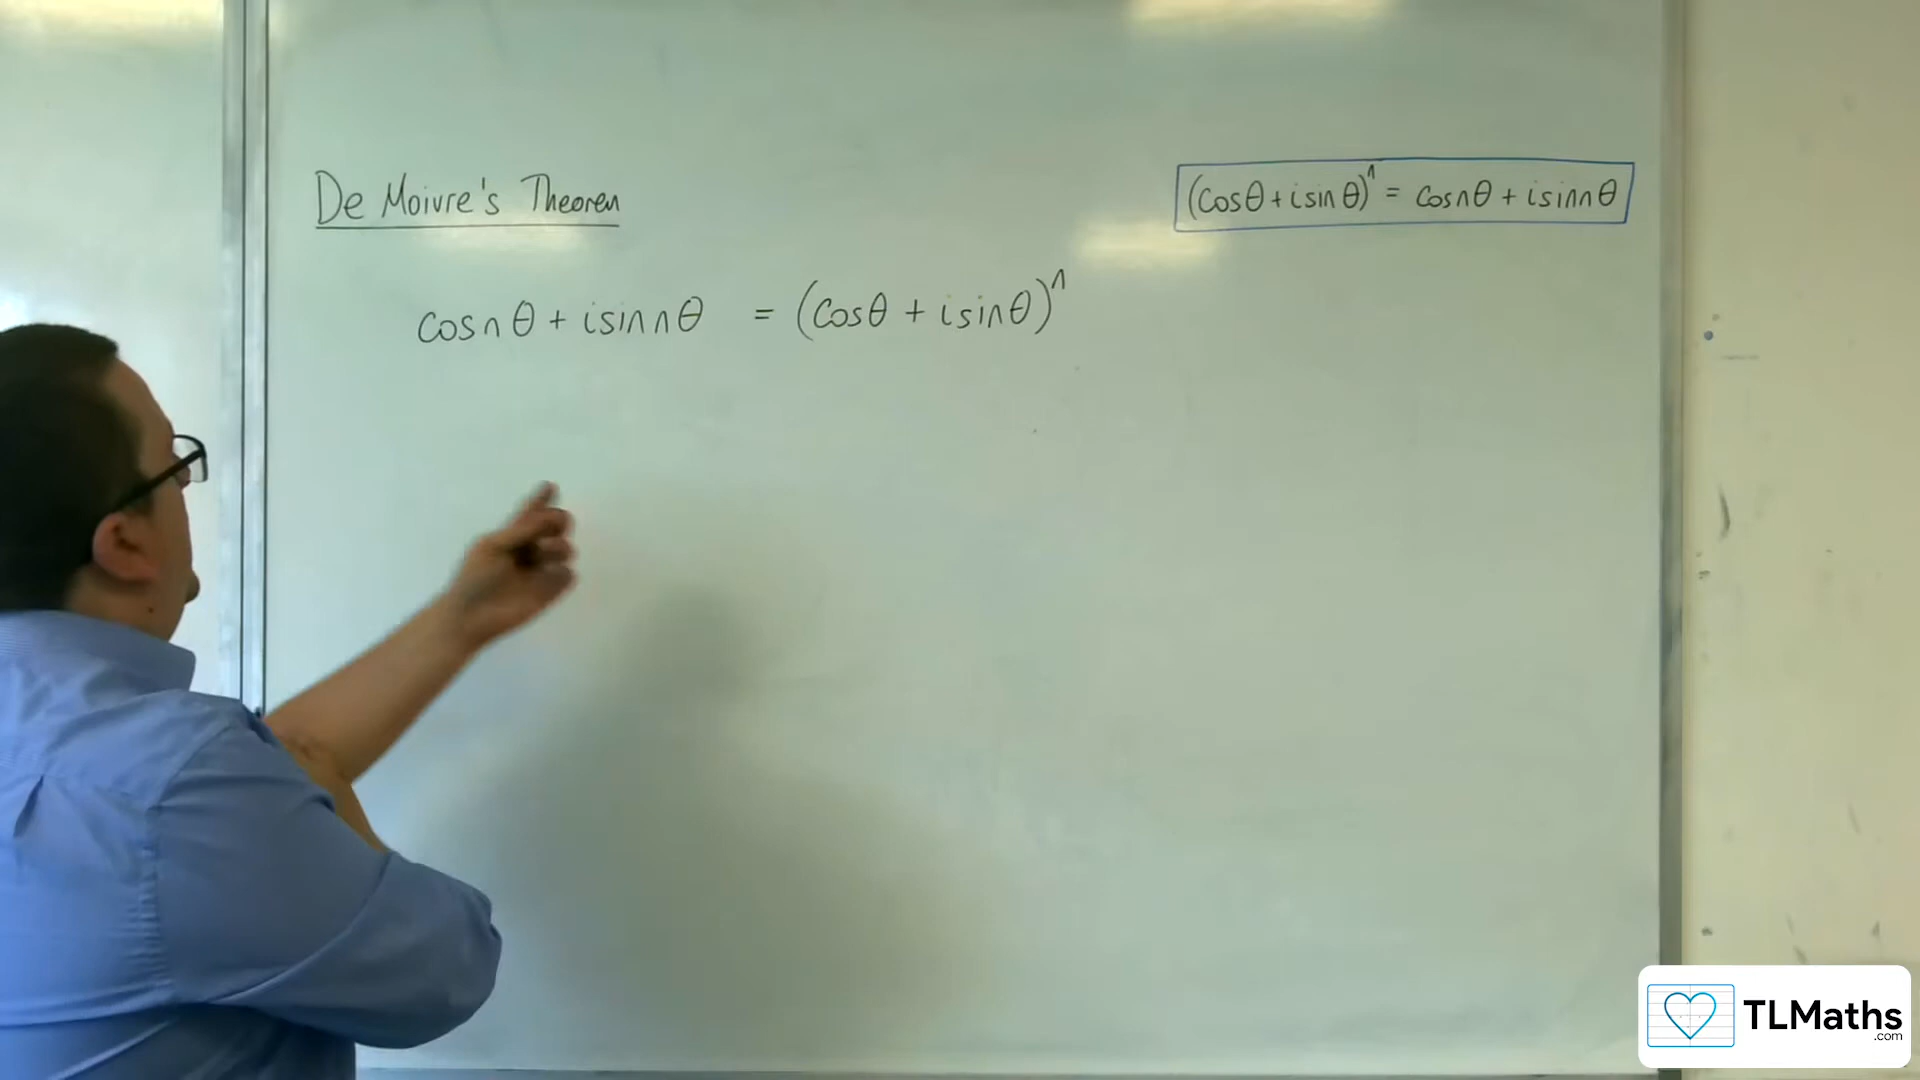 De Moivre's Theorem
(cosθ + isinθ)ⁿ = cosnθ + isinnθ
cosnθ + isinnθ = (cosθ + isinθ)ⁿ
TLMaths
.com